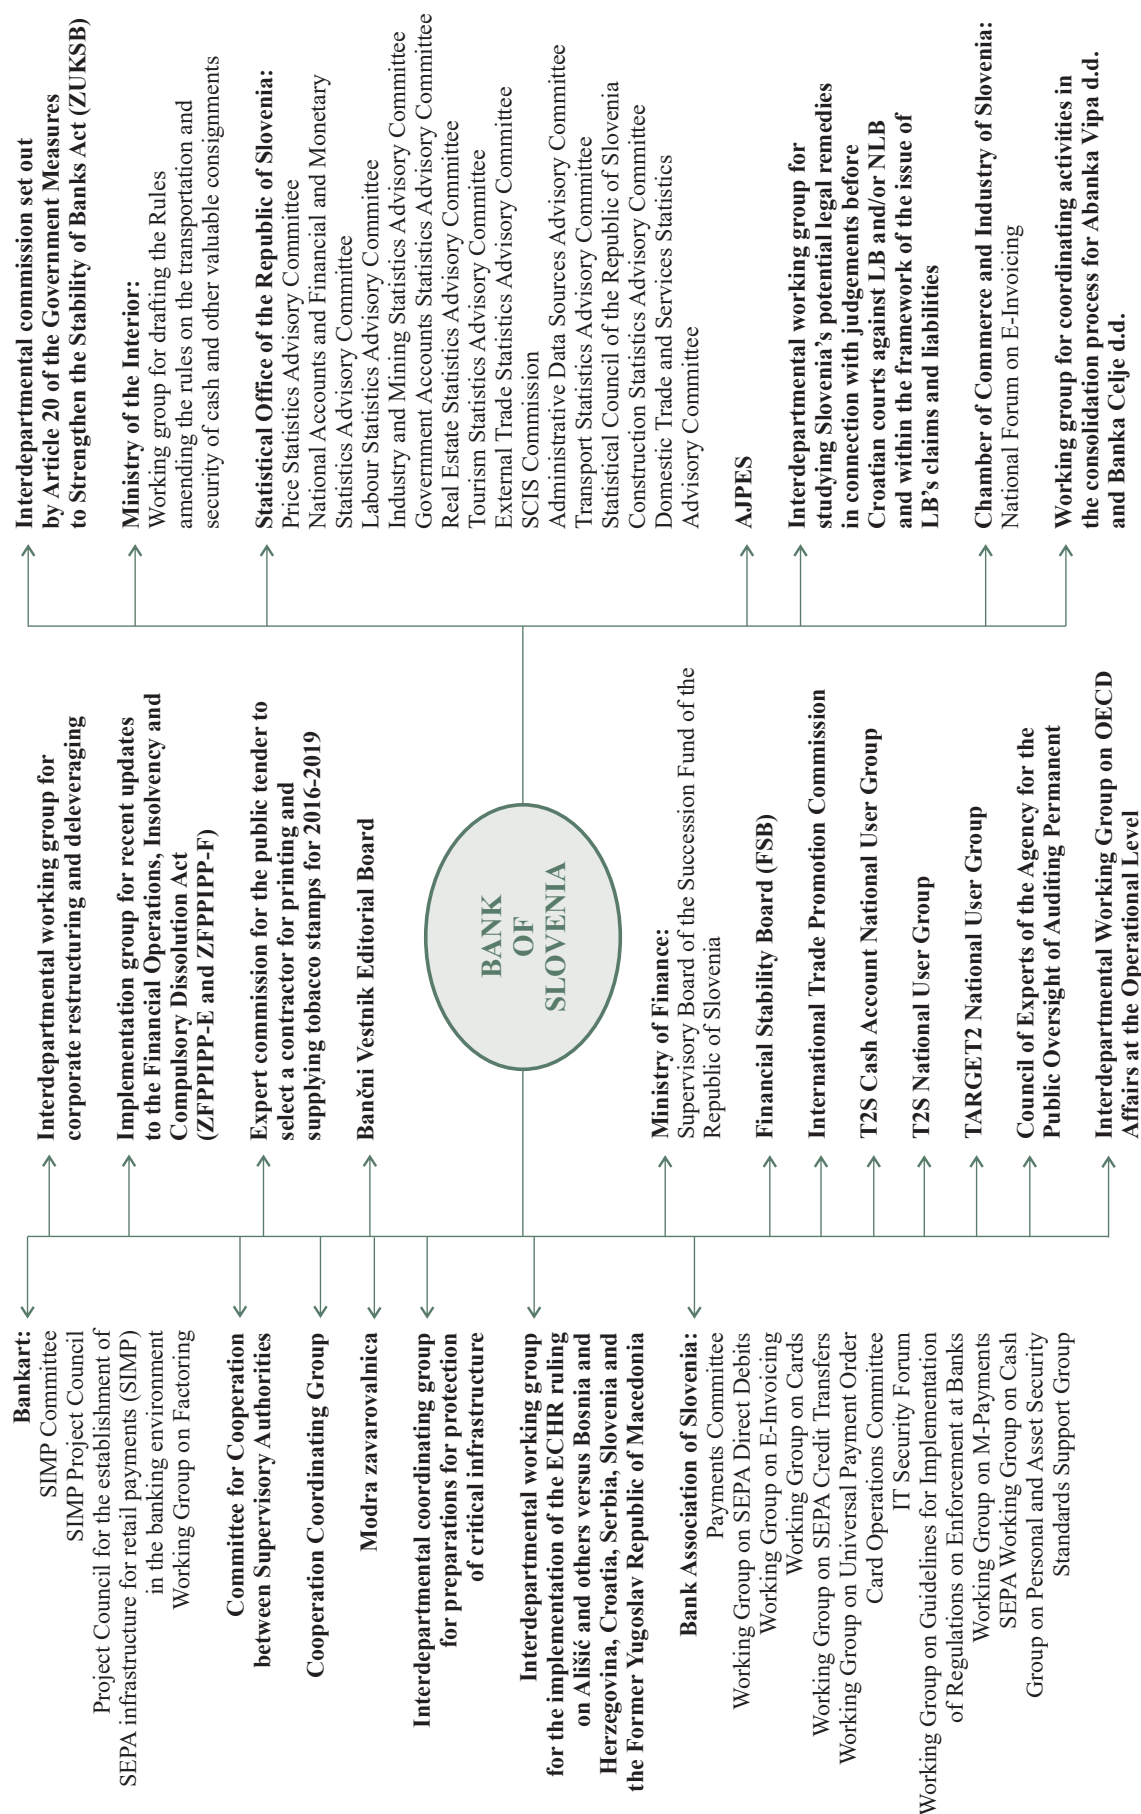 Bankart:
SIMP Committee
SIMP Project Council
Project Council for the establishment of
SEPA infrastructure for retail payments (SIMP)
in the banking environment
Working Group on Factoring
Committee for Cooperation
between Supervisory Authorities
Cooperation Coordinating Group
Modra zavarovalnica
Interdepartmental coordinating group
for preparations for protection
of critical infrastructure
Interdepartmental working group
for the implementation of the ECHR ruling
on Ališić and others versus Bosnia and
Herzegovina, Croatia, Serbia, Slovenia and
the Former Yugoslav Republic of Macedonia
Bank Association of Slovenia:
Payments Committee
Working Group on SEPA Direct Debits
Working Group on E-Invoicing
Working Group on Cards
Working Group on SEPA Credit Transfers
Working Group on Universal Payment Order
Card Operations Committee
IT Security Forum
Working Group on Guidelines for Implementation
of Regulations on Enforcement at Banks
Working Group on M-Payments
SEPA Working Group on Cash
Group on Personal and Asset Security
Standards Support Group
Interdepartmental working group for
corporate restructuring and deleveraging
Implementation group for recent updates
to the Financial Operations, Insolvency and
Compulsory Dissolution Act
(ZFPPIPP-E and ZFPPIPP-F)
Expert commission for the public tender to
select a contractor for printing and
supplying tobacco stamps for 2016-2019
Bančni Vestnik Editorial Board
BANK
OF
SLOVENIA
Ministry of Finance:
Supervisory Board of the Succession Fund of the
Republic of Slovenia
Financial Stability Board (FSB)
International Trade Promotion Commission
T2S Cash Account National User Group
T2S National User Group
TARGET2 National User Group
Council of Experts of the Agency for the
Public Oversight of Auditing Permanent
Interdepartmental Working Group on OECD
Affairs at the Operational Level
Interdepartmental commission set out
by Article 20 of the Government Measures
to Strengthen the Stability of Banks Act (ZUKSB)
Ministry of the Interior:
Working group for drafting the Rules
amending the rules on the transportation and
security of cash and other valuable consignments
Statistical Office of the Republic of Slovenia:
Price Statistics Advisory Committee
National Accounts and Financial and Monetary
Statistics Advisory Committee
Labour Statistics Advisory Committee
Industry and Mining Statistics Advisory Committee
Government Accounts Statistics Advisory Committee
Real Estate Statistics Advisory Committee
Tourism Statistics Advisory Committee
External Trade Statistics Advisory Committee
SCIS Commission
Administrative Data Sources Advisory Committee
Transport Statistics Advisory Committee
Statistical Council of the Republic of Slovenia
Construction Statistics Advisory Committee
Domestic Trade and Services Statistics
Advisory Committee
AJPES
Interdepartmental working group for
studying Slovenia's potential legal remedies
in connection with judgements before
Croatian courts against LB and/or NLB
and within the framework of the issue of
LB's claims and liabilities
Chamber of Commerce and Industry of Slovenia:
National Forum on E-Invoicing
Working group for coordinating activities in
the consolidation process for Abanka Vipa d.d.
and Banka Celje d.d.